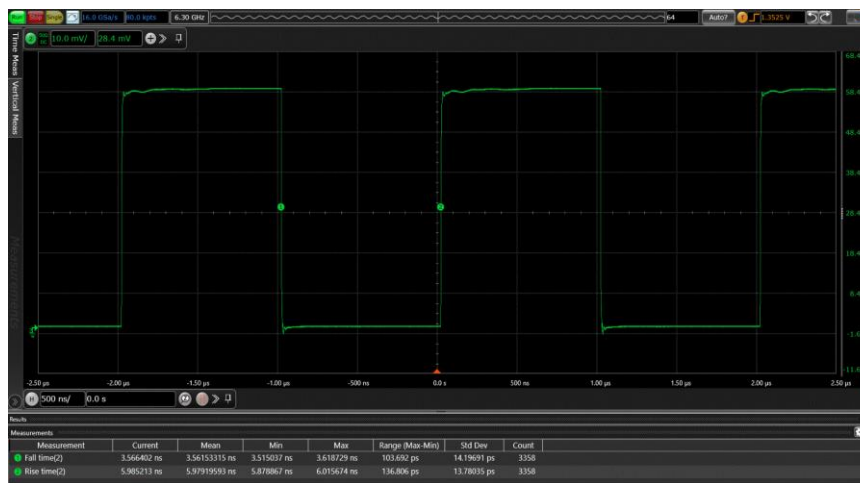 Run Stop Single 16.0 GSa/s 80.0 kpts 6.30 GHz 64 Auto? T 1.3525 V
3 10.0 mV/ 28.4 mV
Time Meas
Vertical Meas
Measurements
68.4
58.4
48.4
38.4
28.4
18.4
8.4
-1.6
-11.6
1
2
-2.50 µs -2.00 µs -1.50 µs -1.00 µs -500 ns 0.0 s 500 ns 1.00 µs 1.50 µs 2.00 µs 2.50 µs
H 500 ns/ 0.0 s
Results
Measurements
Measurement Current Mean Min Max Range (Max-Min) Std Dev Count
1 Fall time(2) 3.566402 ns 3.56153315 ns 3.515037 ns 3.618729 ns 103.692 ps 14.19691 ps 3358
2 Rise time(2) 5.985213 ns 5.97919593 ns 5.878867 ns 6.015674 ns 136.806 ps 13.78035 ps 3358